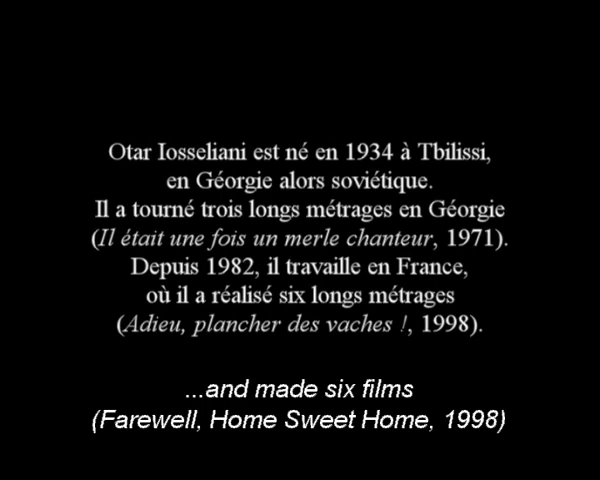 Otar Iosseliani est né en 1934 à Tbilissi,
en Géorgie alors soviétique.
Il a tourné trois longs métrages en Géorgie
(Il était une fois un merle chanteur, 1971).
Depuis 1982, il travaille en France,
où il a réalisé six longs métrages
(Adieu, plancher des vaches !, 1998).
...and made six films
(Farewell, Home Sweet Home, 1998)